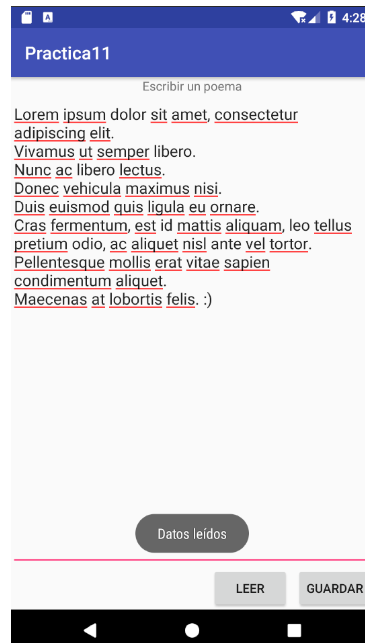 4:28
Practica11
Escribir un poema
Lorem ipsum dolor sit amet, consectetur
adipiscing elit.
Vivamus ut semper libero.
Nunc ac libero lectus.
Donec vehicula maximus nisi.
Duis euismod quis ligula eu ornare.
Cras fermentum, est id mattis aliquam, leo tellus
pretium odio, ac aliquet nisl ante vel tortor.
Pellentesque mollis erat vitae sapien
condimentum aliquet.
Maecenas at lobortis felis. :)
Datos leídos
LEER GUARDAR